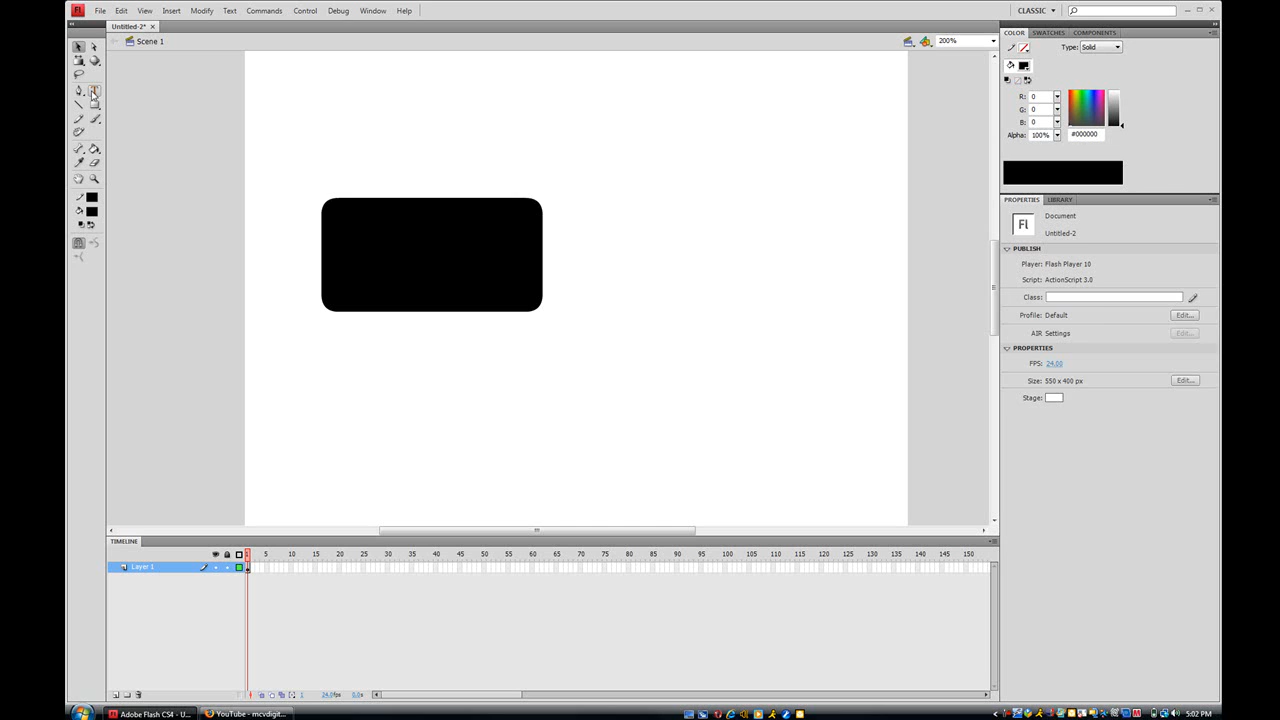 Fl File Edit View Insert Modify Text Commands Control Debug Window Help CLASSIC
Untitled-2* ×
Scene 1 200%
COLOR SWATCHES COMPONENTS
Type: Solid
R: 0
G: 0
B: 0
Alpha: 100% #000000
PROPERTIES LIBRARY
Fl Document
Untitled-2
PUBLISH
Player: Flash Player 10
Script: ActionScript 3.0
Class:
Profile: Default Edit...
AIR Settings Edit...
PROPERTIES
FPS: 24.00
Size: 550 x 400 px Edit...
Stage:
TIMELINE
1 5 10 15 20 25 30 35 40 45 50 55 60 65 70 75 80 85 90 95 100 105 110 115 120 125 130 135 140 145 150
Layer 1
1 24.0fps 0.0s
Adobe Flash CS4 - U... YouTube - mcvdigit... 5:02 PM